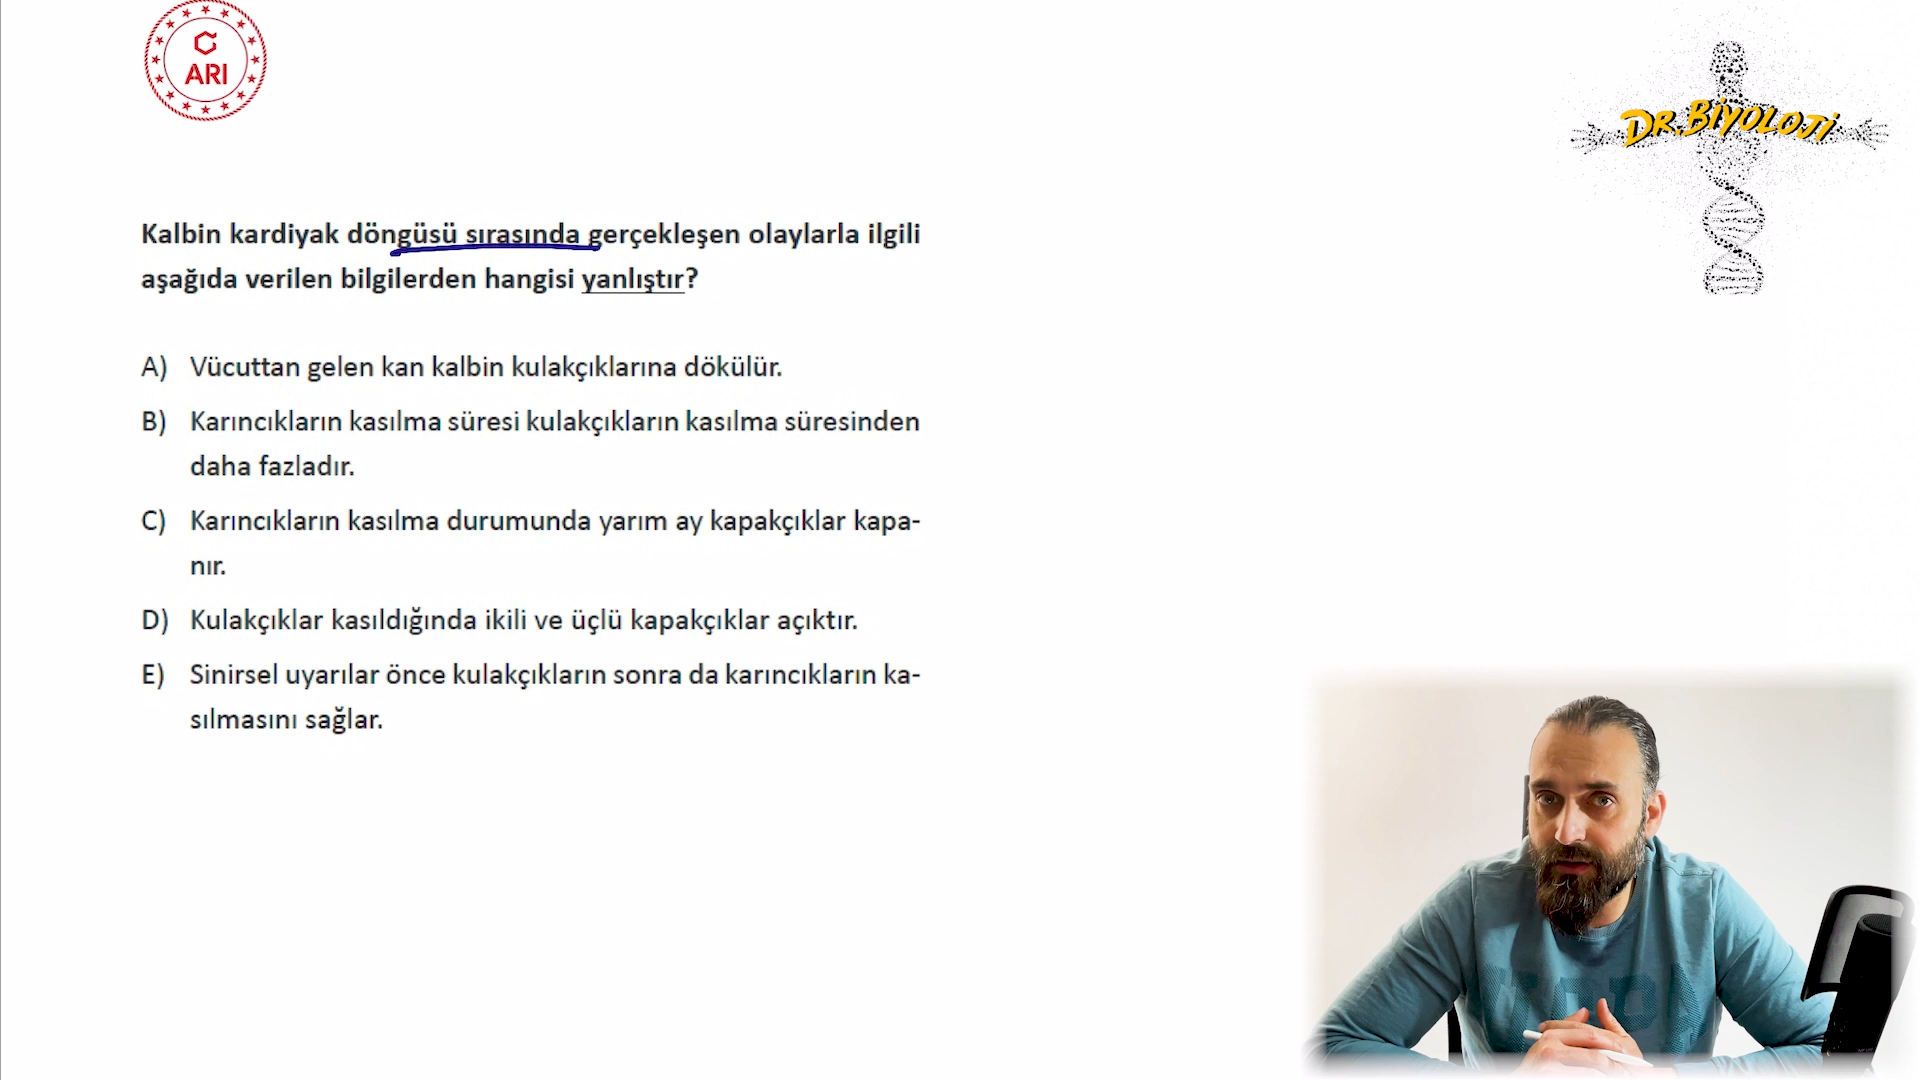 ARI
DR.BİYOLOJİ
Kalbin kardiyak döngüsü sırasında gerçekleşen olaylarla ilgili
aşağıda verilen bilgilerden hangisi yanlıştır?
A) Vücuttan gelen kan kalbin kulakçıklarına dökülür.
B) Karıncıkların kasılma süresi kulakçıkların kasılma süresinden
daha fazladır.
C) Karıncıkların kasılma durumunda yarım ay kapakçıklar kapa-
nır.
D) Kulakçıklar kasıldığında ikili ve üçlü kapakçıklar açıktır.
E) Sinirsel uyarılar önce kulakçıkların sonra da karıncıkların ka-
sılmasını sağlar.